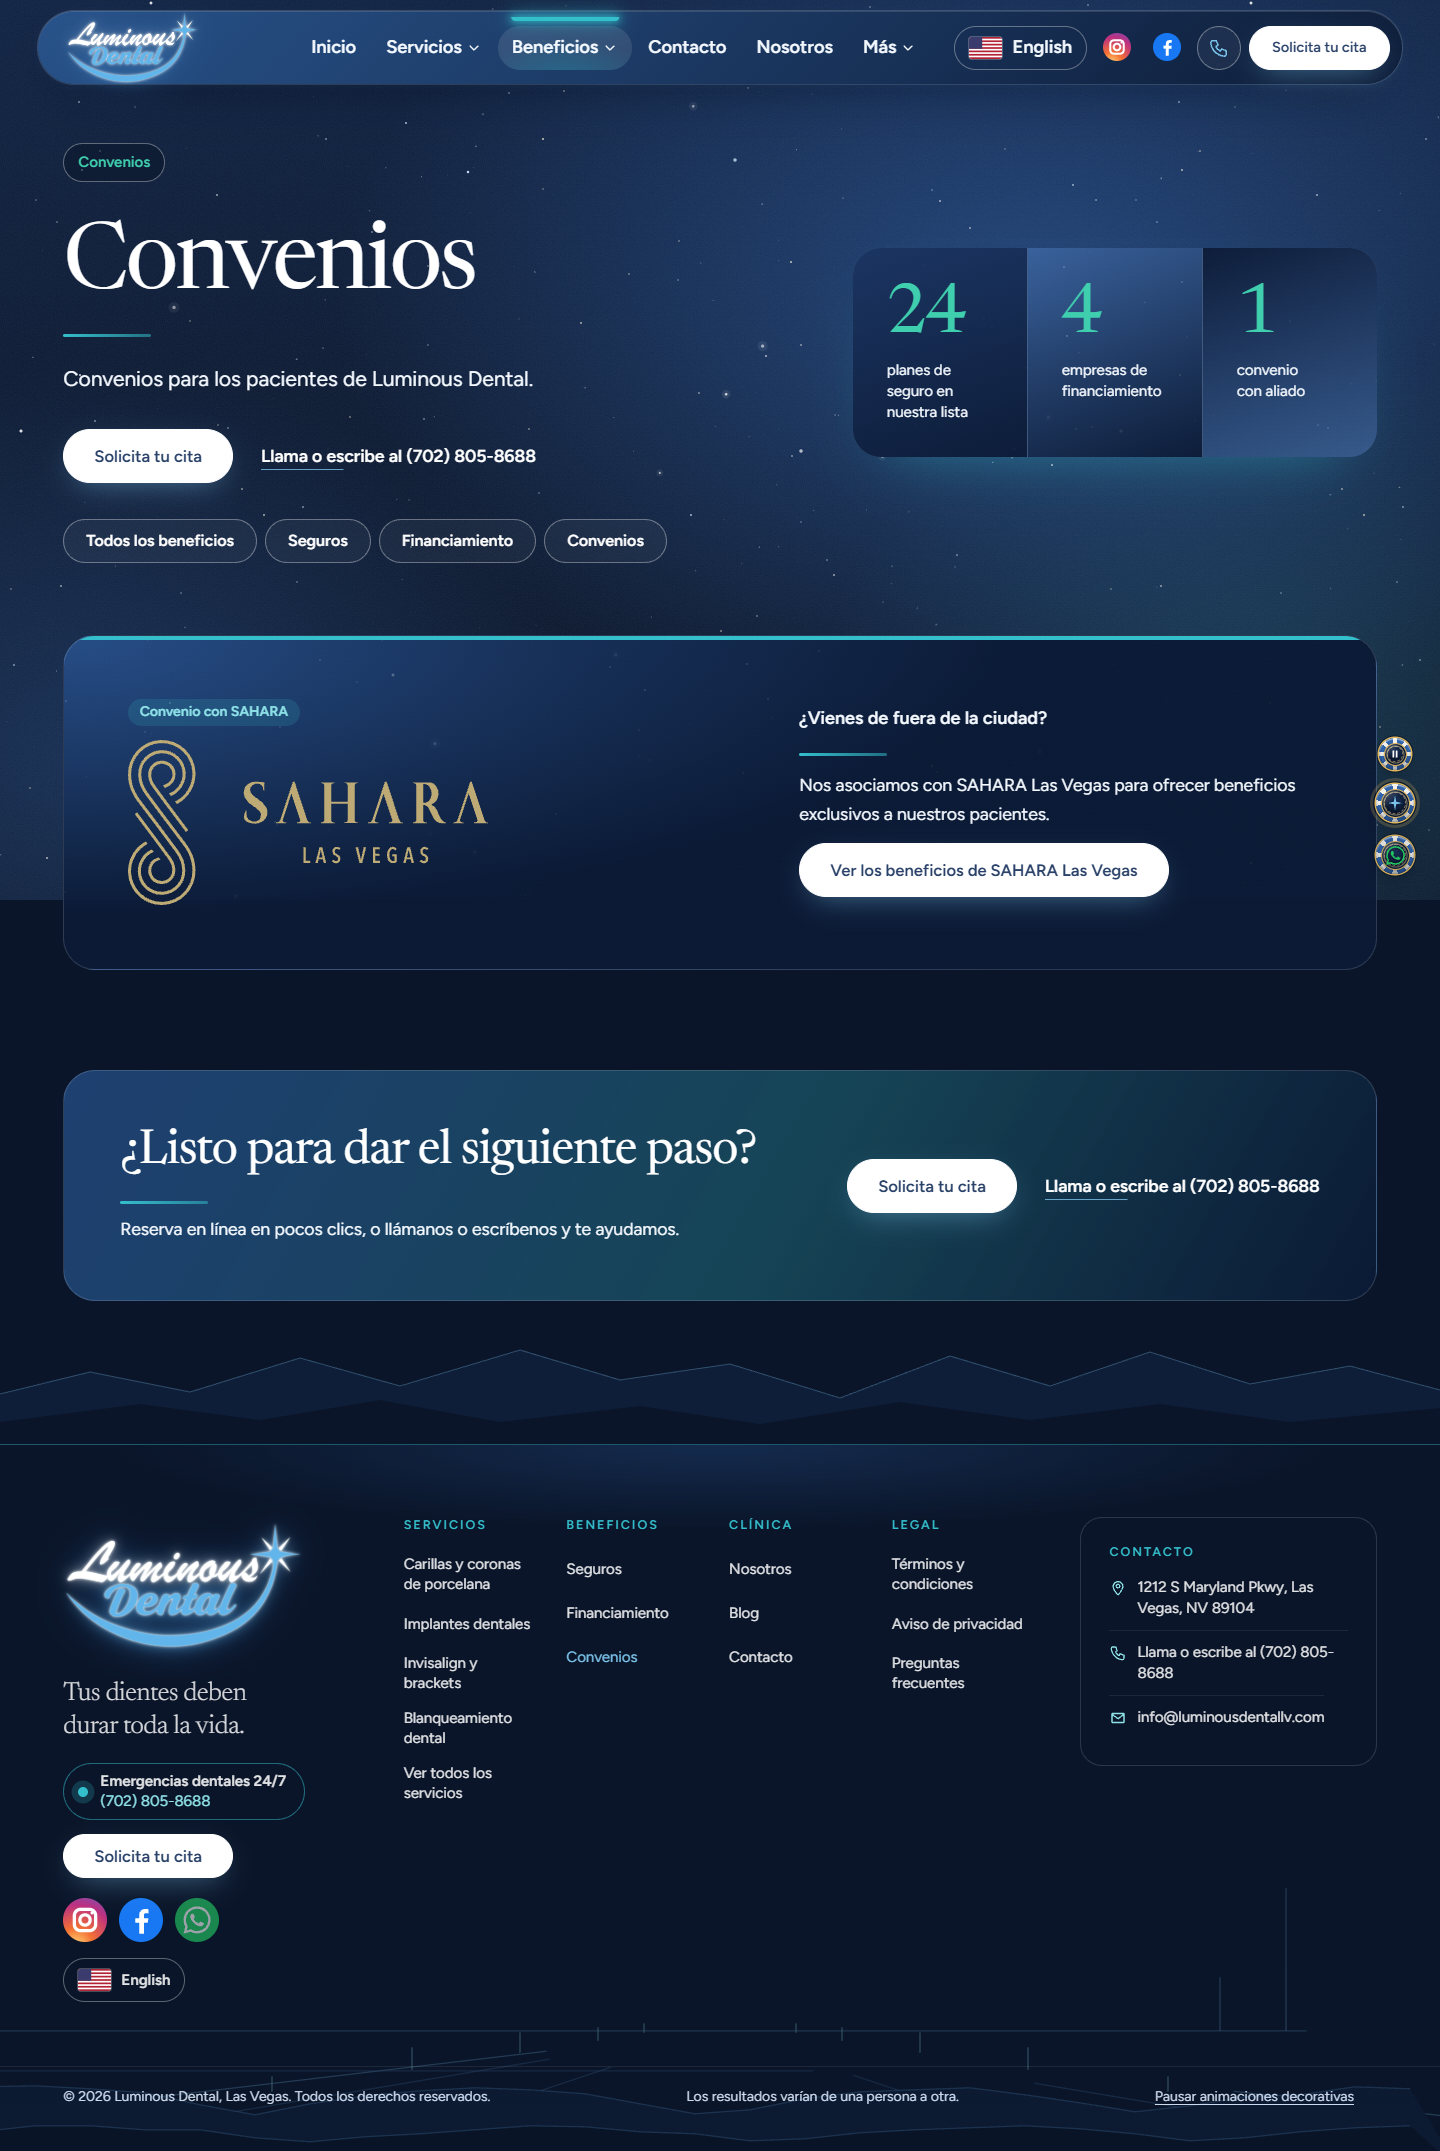 Luminous
Dental
Inicio
Servicios
Beneficios
Contacto
Nosotros
Más
English
Solicita tu cita
Convenios
Convenios
Convenios para los pacientes de Luminous Dental.
Solicita tu cita
Llama o escribe al (702) 805-8688
Todos los beneficios
Seguros
Financiamiento
Convenios
24
planes de
seguro en
nuestra lista
4
empresas de
financiamiento
1
convenio
con aliado
Convenio con SAHARA
SAHARA
LAS VEGAS
¿Vienes de fuera de la ciudad?
Nos asociamos con SAHARA Las Vegas para ofrecer beneficios
exclusivos a nuestros pacientes.
Ver los beneficios de SAHARA Las Vegas
¿Listo para dar el siguiente paso?
Reserva en línea en pocos clics, o llámanos o escríbenos y te ayudamos.
Solicita tu cita
Llama o escribe al (702) 805-8688
Luminous
Dental
Tus dientes deben
durar toda la vida.
Emergencias dentales 24/7
(702) 805-8688
Solicita tu cita
English
SERVICIOS
Carillas y coronas
de porcelana
Implantes dentales
Invisalign y
brackets
Blanqueamiento
dental
Ver todos los
servicios
BENEFICIOS
Seguros
Financiamiento
Convenios
CLÍNICA
Nosotros
Blog
Contacto
LEGAL
Términos y
condiciones
Aviso de privacidad
Preguntas
frecuentes
CONTACTO
1212 S Maryland Pkwy, Las
Vegas, NV 89104
Llama o escribe al (702) 805-
8688
info@luminousdentallv.com
© 2026 Luminous Dental, Las Vegas. Todos los derechos reservados.
Los resultados varían de una persona a otra.
Pausar animaciones decorativas